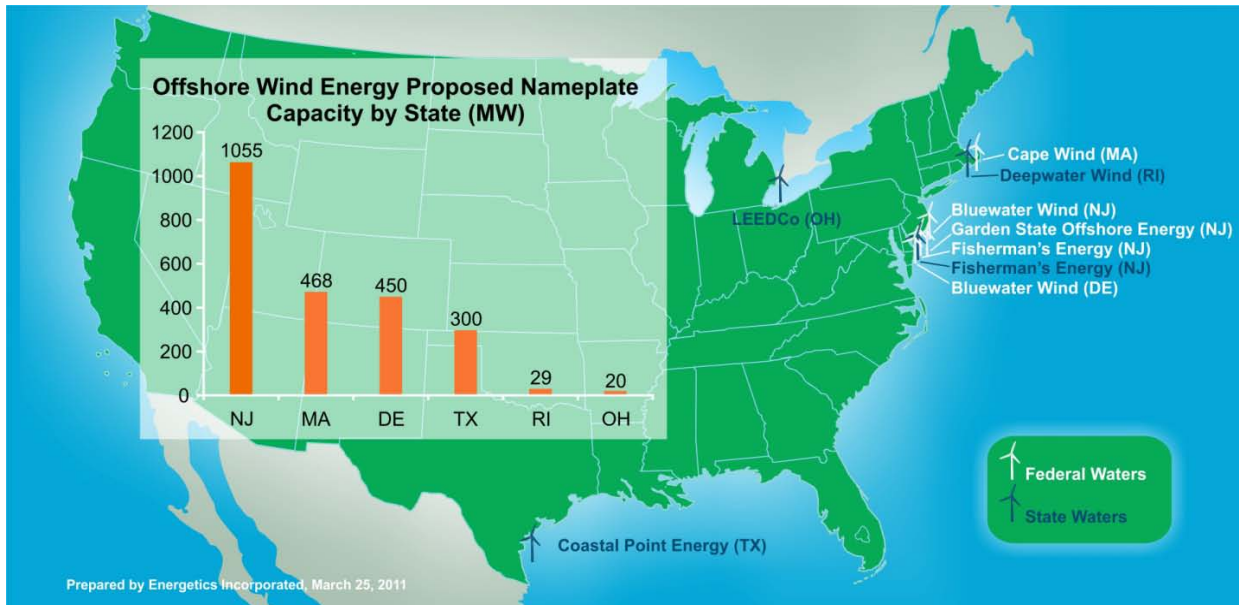 Offshore Wind Energy Proposed Nameplate
Capacity by State (MW)
1200
1000
800
600
400
200
0
1055
468
450
300
29
20
NJ MA DE TX RI OH
Cape Wind (MA)
Deepwater Wind (RI)
LEEDCo (OH)
Bluewater Wind (NJ)
Garden State Offshore Energy (NJ)
Fisherman's Energy (NJ)
Fisherman's Energy (NJ)
Bluewater Wind (DE)
Federal Waters
State Waters
Coastal Point Energy (TX)
Prepared by Energetics Incorporated, March 25, 2011